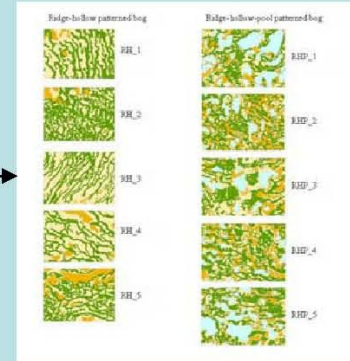 Ridge-hollow patterned bog
RH_1
RH_2
RH_3
RH_4
RH_5
Ridge-hollow-pool patterned bog
RHP_1
RHP_2
RHP_3
RHP_4
RHP_5